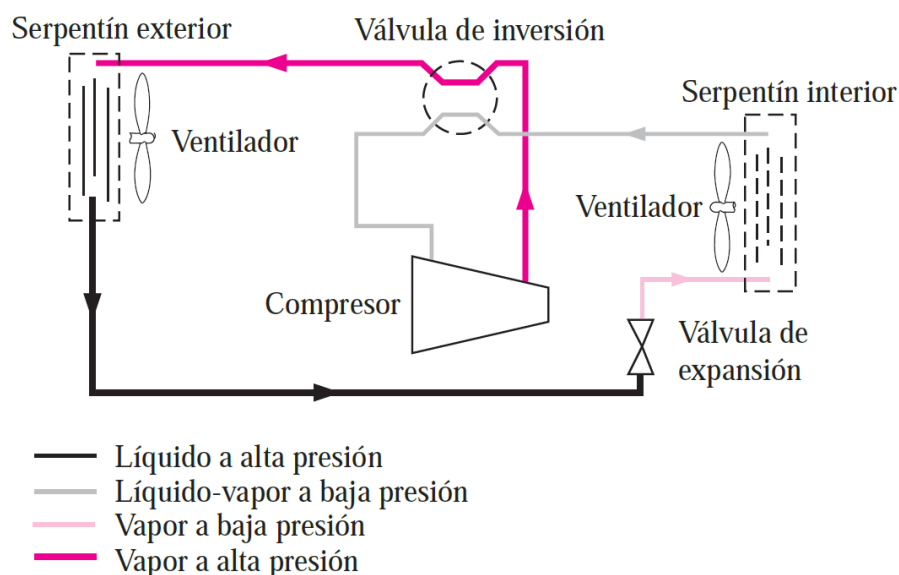 Serpentín exterior
Válvula de inversión
Serpentín interior
Ventilador
Ventilador
Compresor
Válvula de
expansión
Líquido a alta presión
Líquido-vapor a baja presión
Vapor a baja presión
Vapor a alta presión